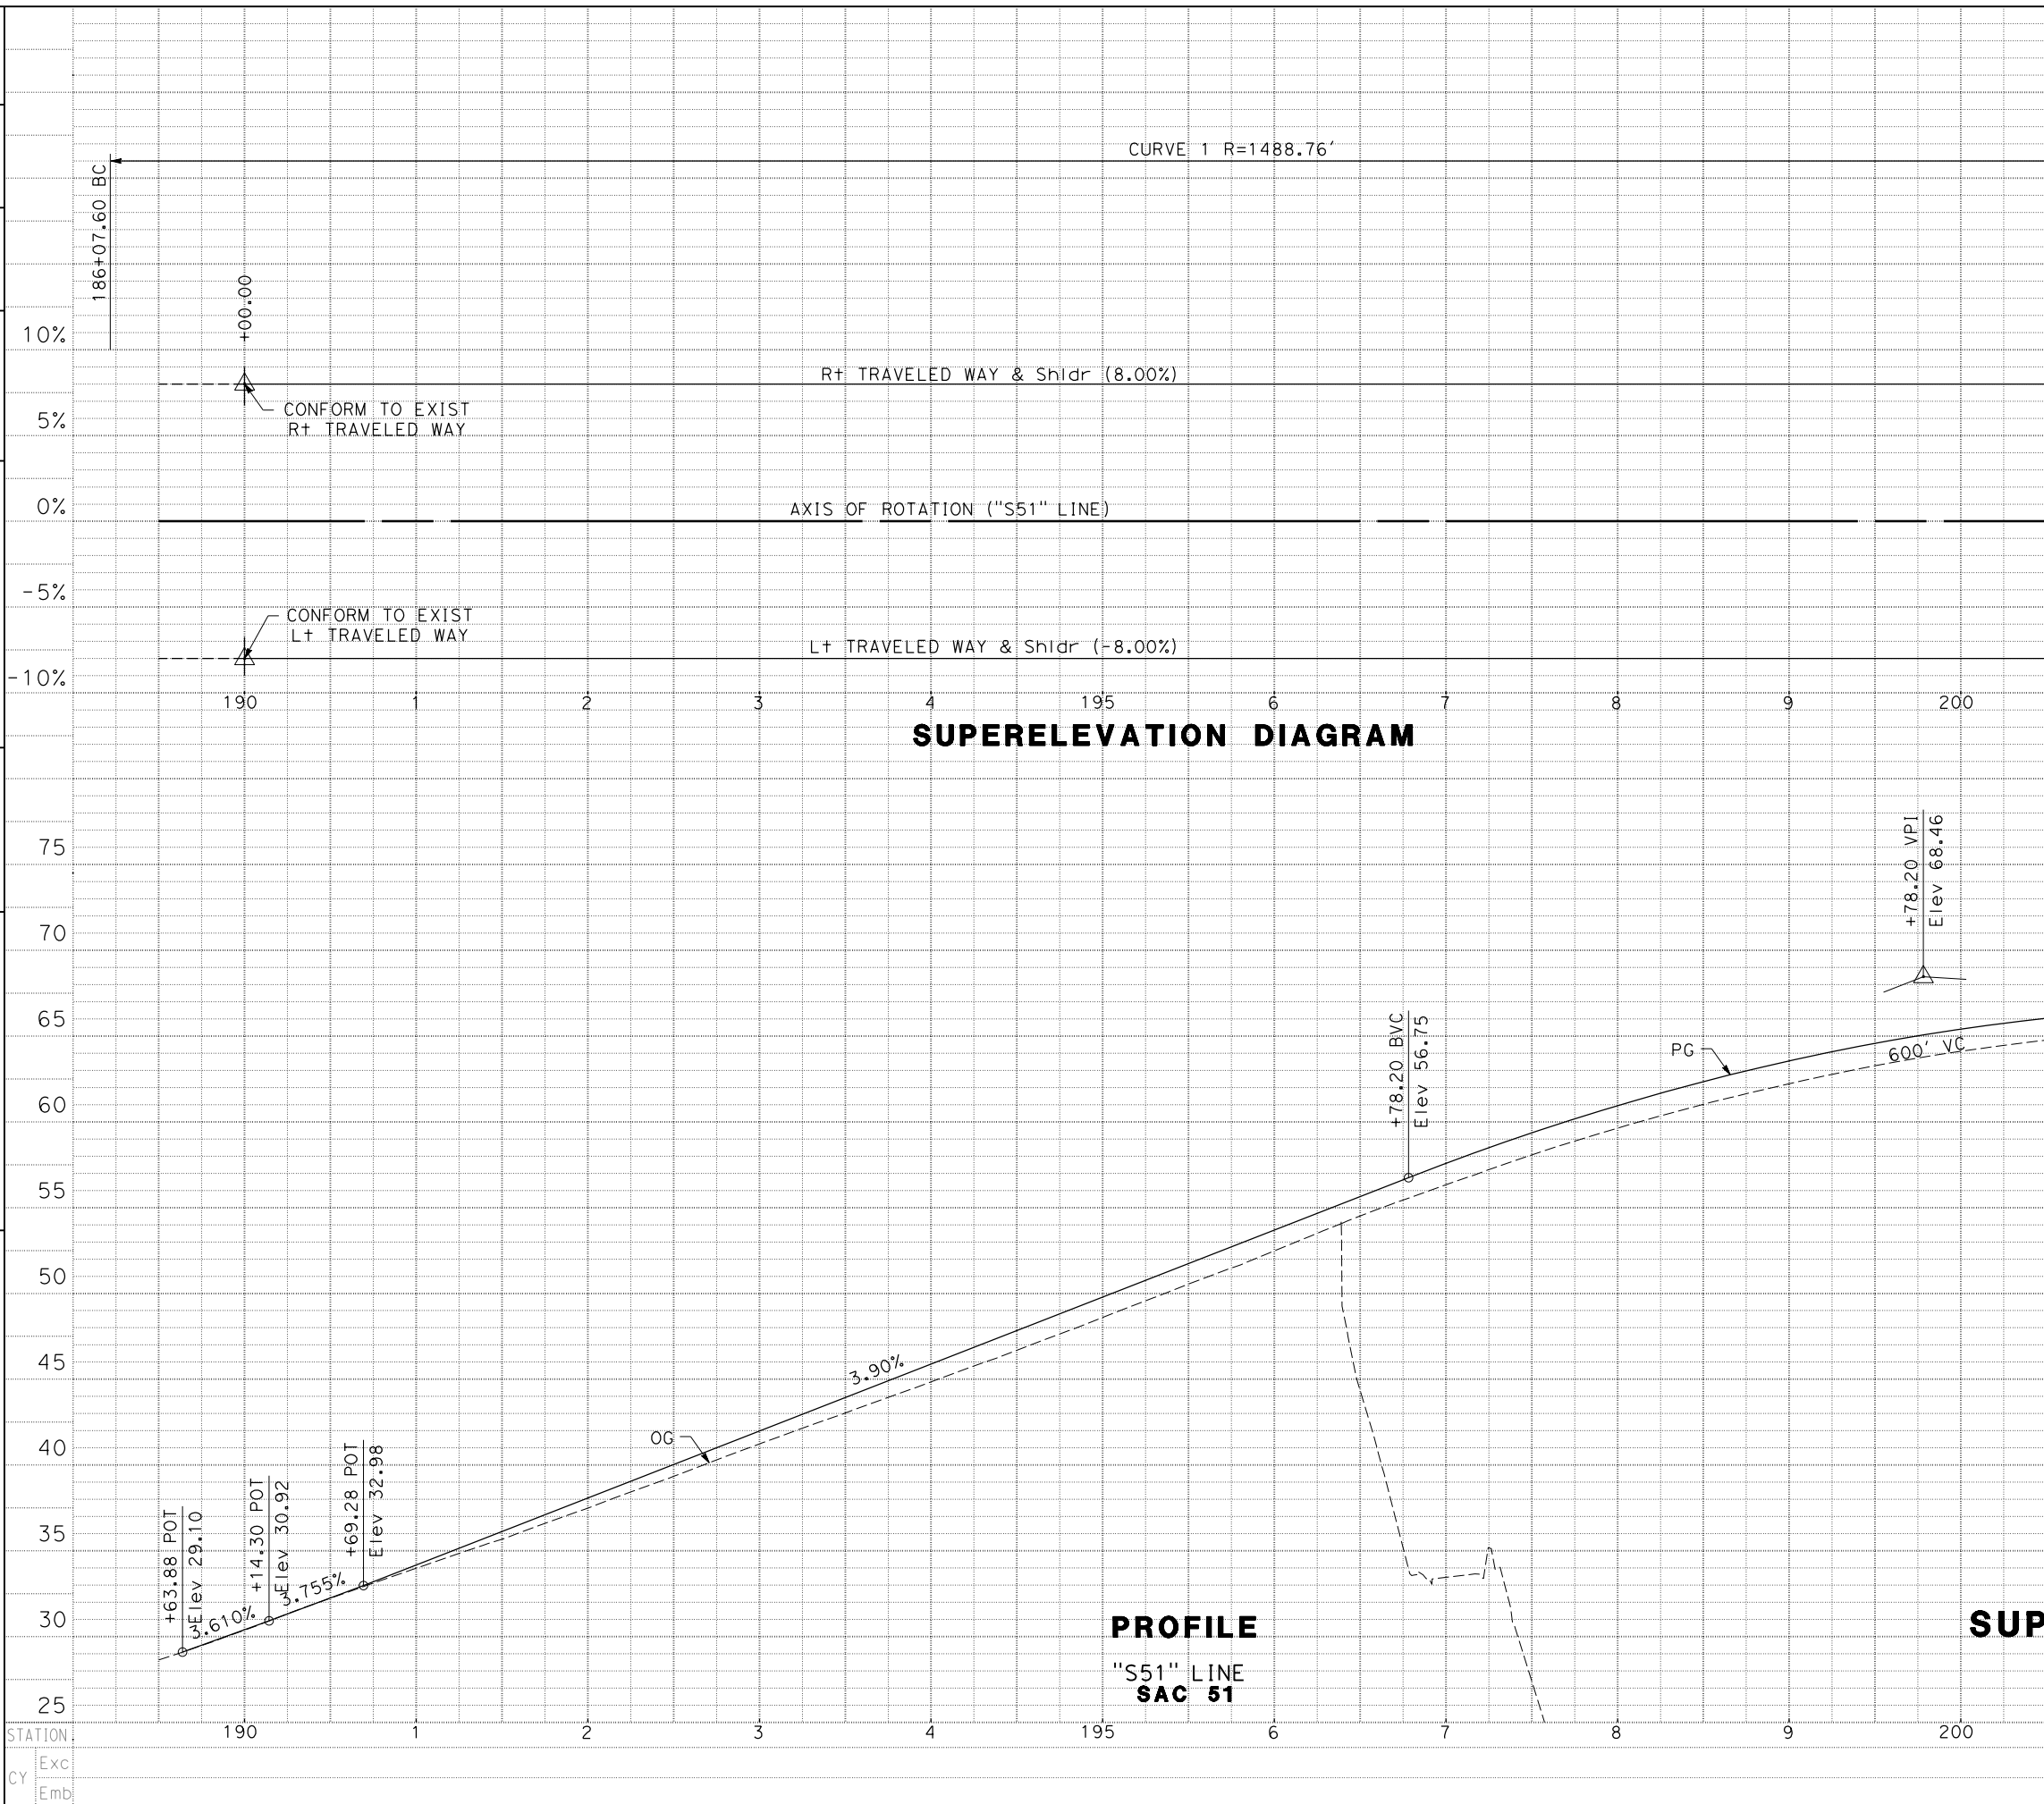 CURVE 1 R=1488.76'
186+07.60 BC
+00.00
10%
Rt TRAVELED WAY & Shldr (8.00%)
CONFORM TO EXIST
Rt TRAVELED WAY
5%
0%
AXIS OF ROTATION ("S51" LINE)
-5%
CONFORM TO EXIST
Lt TRAVELED WAY
Lt TRAVELED WAY & Shldr (-8.00%)
-10%
190 1 2 3 4 195 6 7 8 9 200
SUPERELEVATION DIAGRAM
75
+78.20 VPI
Elev 68.46
70
65
+78.20 BVC
Elev 56.75
PG
600' VC
60
55
50
45
3.90%
40
OG
+69.28 POT
Elev 32.98
+14.30 POT
Elev 30.92
+63.88 POT
Elev 29.10
35
3.755%
3.610%
30
PROFILE
SUP
"S51" LINE
SAC 51
25
STATION 190 1 2 3 4 195 6 7 8 9 200
CY
Exc
Emb